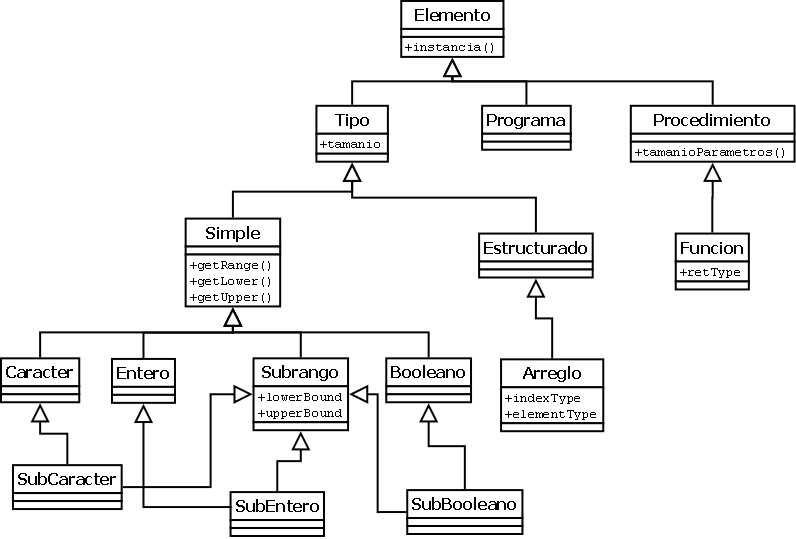 Elemento
+instancia()
Tipo
+tamanio
Programa
Procedimiento
+tamanioParametros()
Simple
+getRange()
+getLower()
+getUpper()
Estructurado
Funcion
+retType
Caracter
Entero
Subrango
+lowerBound
+upperBound
Booleano
Arreglo
+indexType
+elementType
SubCaracter
SubEntero
SubBooleano